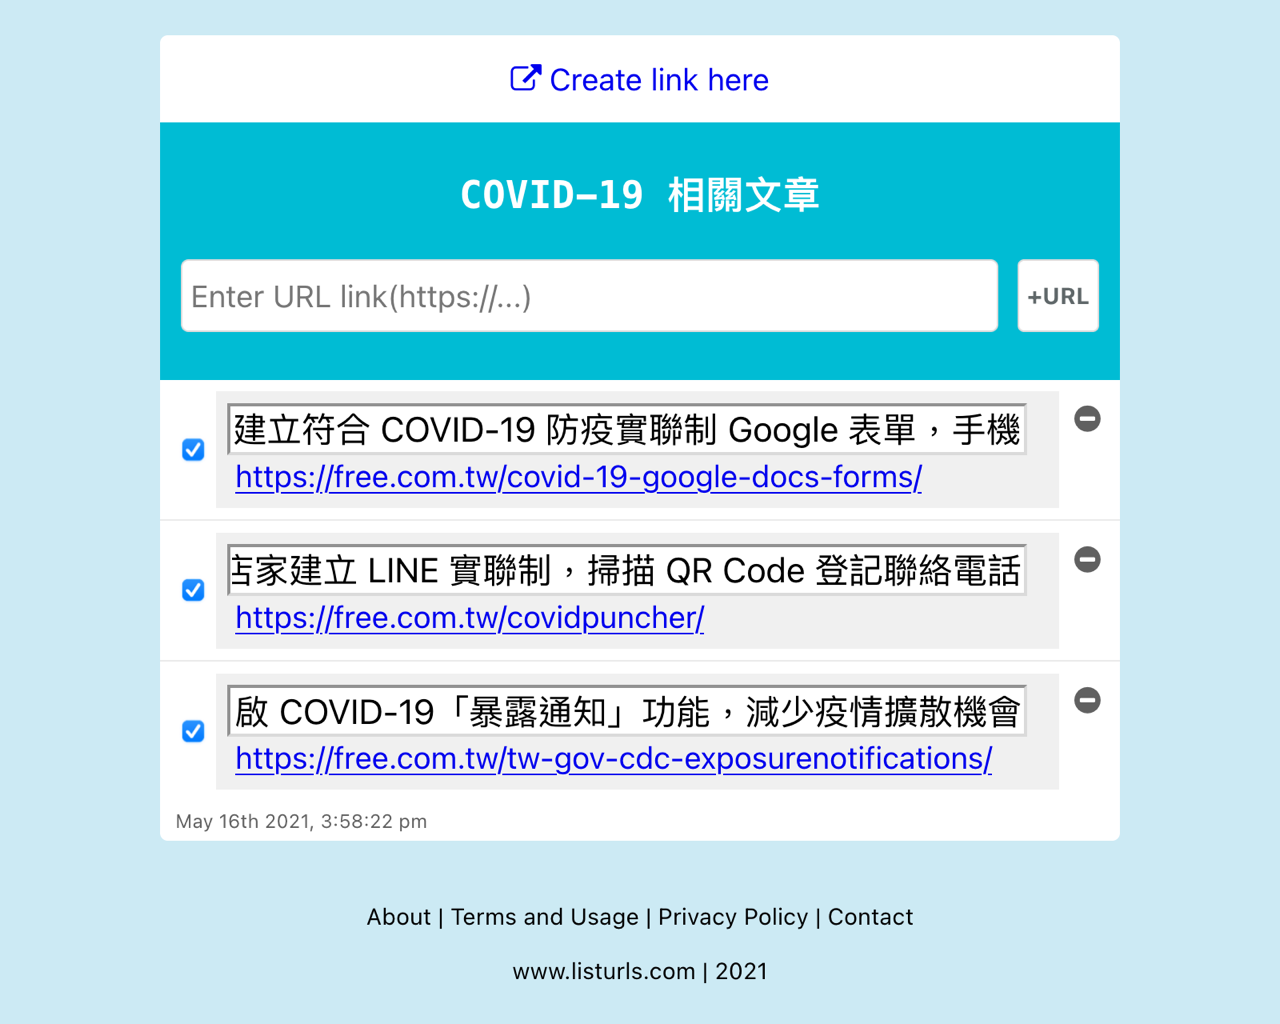 Create link here
COVID-19 相關文章
Enter URL link(https://...)
+URL
建立符合 COVID-19 防疫實聯制 Google 表單，手機
https://free.com.tw/covid-19-google-docs-forms/
店家建立 LINE 實聯制，掃描 QR Code 登記聯絡電話
https://free.com.tw/covidpuncher/
啟 COVID-19「暴露通知」功能，減少疫情擴散機會
https://free.com.tw/tw-gov-cdc-exposurenotifications/
May 16th 2021, 3:58:22 pm
About | Terms and Usage | Privacy Policy | Contact
www.listurls.com | 2021